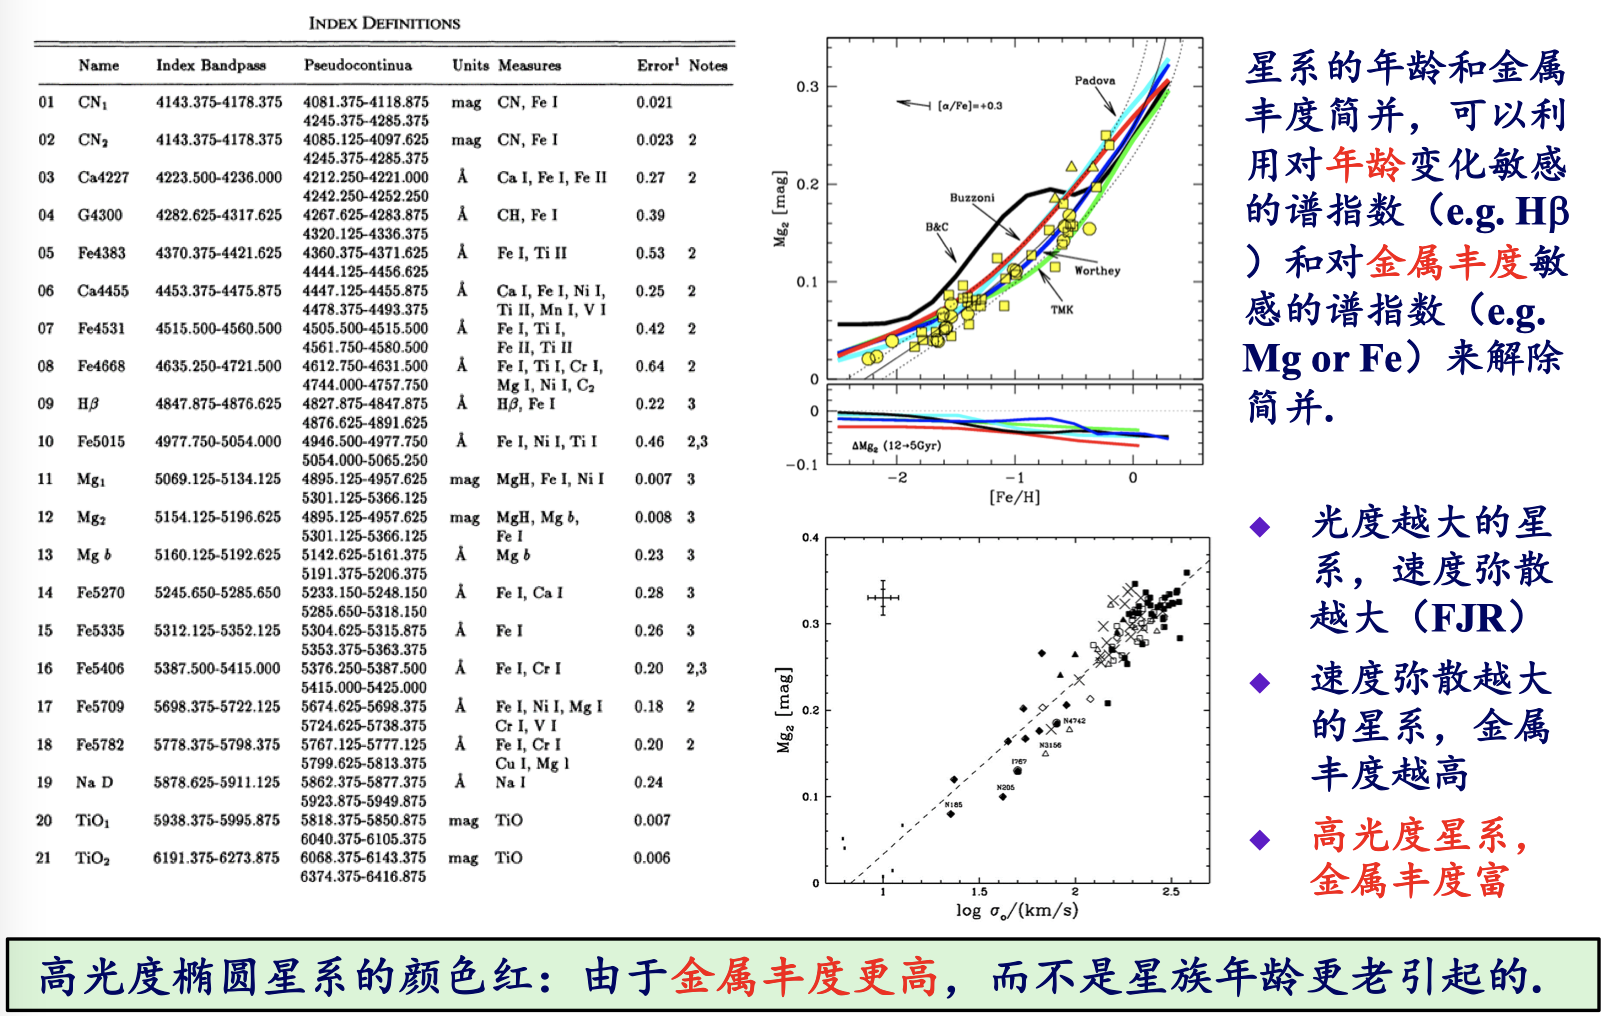 INDEX DEFINITIONS
Name Index Bandpass Pseudocontinua Units Measures Error¹ Notes
01 CN₁ 4143.375-4178.375 4081.375-4118.875 mag CN, Fe I 0.021
4245.375-4285.375
02 CN₂ 4143.375-4178.375 4085.125-4097.625 mag CN, Fe I 0.023 2
4245.375-4285.375
03 Ca4227 4223.500-4236.000 4212.250-4221.000 Å Ca I, Fe I, Fe II 0.27 2
4242.250-4252.250
04 G4300 4282.625-4317.625 4267.625-4283.875 Å CH, Fe I 0.39
4320.125-4336.375
05 Fe4383 4370.375-4421.625 4360.375-4371.625 Å Fe I, Ti II 0.53 2
4444.125-4456.625
06 Ca4455 4453.375-4475.875 4447.125-4455.875 Å Ca I, Fe I, Ni I, 0.25 2
4478.375-4493.375 Ti II, Mn I, V I
07 Fe4531 4515.500-4560.500 4505.500-4515.500 Å Fe I, Ti I, 0.42 2
4561.750-4580.500 Fe II, Ti II
08 Fe4668 4635.250-4721.500 4612.750-4631.500 Å Fe I, Ti I, Cr I, 0.64 2
4744.000-4757.750 Mg I, Ni I, C₂
09 Hβ 4847.875-4876.625 4827.875-4847.875 Å Hβ, Fe I 0.22 3
4876.625-4891.625
10 Fe5015 4977.750-5054.000 4946.500-4977.750 Å Fe I, Ni I, Ti I 0.46 2,3
5054.000-5065.250
11 Mg₁ 5069.125-5134.125 4895.125-4957.625 mag MgH, Fe I, Ni I 0.007 3
5301.125-5366.125
12 Mg₂ 5154.125-5196.625 4895.125-4957.625 mag MgH, Mg b, 0.008 3
5301.125-5366.125 Fe I
13 Mg b 5160.125-5192.625 5142.625-5161.375 Å Mg b 0.23 3
5191.375-5206.375
14 Fe5270 5245.650-5285.650 5233.150-5248.150 Å Fe I, Ca I 0.28 3
5285.650-5318.150
15 Fe5335 5312.125-5352.125 5304.625-5315.875 Å Fe I 0.26 3
5353.375-5363.375
16 Fe5406 5387.500-5415.000 5376.250-5387.500 Å Fe I, Cr I 0.20 2,3
5415.000-5425.000
17 Fe5709 5698.375-5722.125 5674.625-5698.375 Å Fe I, Ni I, Mg I 0.18 2
5724.625-5738.375 Cr I, V I
18 Fe5782 5778.375-5798.375 5767.125-5777.125 Å Fe I, Cr I 0.20 2
5799.625-5813.375 Cu I, Mg I
19 Na D 5878.625-5911.125 5862.375-5877.375 Å Na I 0.24
5923.875-5949.875
20 TiO₁ 5938.375-5995.875 5818.375-5850.875 mag TiO 0.007
6040.375-6105.375
21 TiO₂ 6191.375-6273.875 6068.375-6143.375 mag TiO 0.006
6374.375-6416.875
0.3
0.2
0.1
0
Mg₂ [mag]
[α/Fe]=+0.3
Padova
Buzzoni
B&C
Worthey
TMK
0
-0.1
ΔMg₂ (12→5Gyr)
-2 -1 0
[Fe/H]
0.4
0.3
0.2
0.1
0
Mg₂ [mag]
N4742
N3156
I767
N205
N185
1 1.5 2 2.5
log σₒ/(km/s)
星系的年龄和金属
丰度简并，可以利
用对年龄变化敏感
的谱指数（e.g. Hβ
）和对金属丰度敏
感的谱指数（e.g.
Mg or Fe）来解除
简并.
光度越大的星
系，速度弥散
越大（FJR）
速度弥散越大
的星系，金属
丰度越高
高光度星系，
金属丰度富
高光度椭圆星系的颜色红：由于金属丰度更高，而不是星族年龄更老引起的.